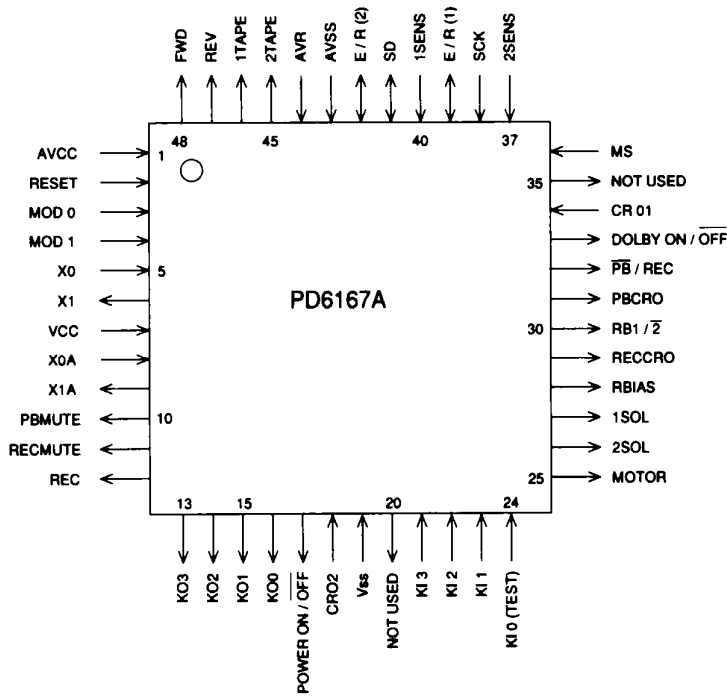 FWD REV 1TAPE 2TAPE AVR AVSS E / R (2) SD 1SENS E / R (1) SCK 2SENS
48 45 40 37
AVCC 1
RESET
MOD 0
MOD 1
X0 5
X1
VCC
X0A
X1A
PBMUTE 10
RECMUTE
REC
PD6167A
MS
35 NOT USED
CR 01
DOLBY ON / OFF
PB / REC
PBCRO
30 RB1 / 2
RECCRO
RBIAS
1SOL
2SOL
25 MOTOR
13 15 20 24
KO3 KO2 KO1 KO0 POWER ON / OFF CRO2 Vss NOT USED KI 3 KI 2 KI 1 KI 0 (TEST)